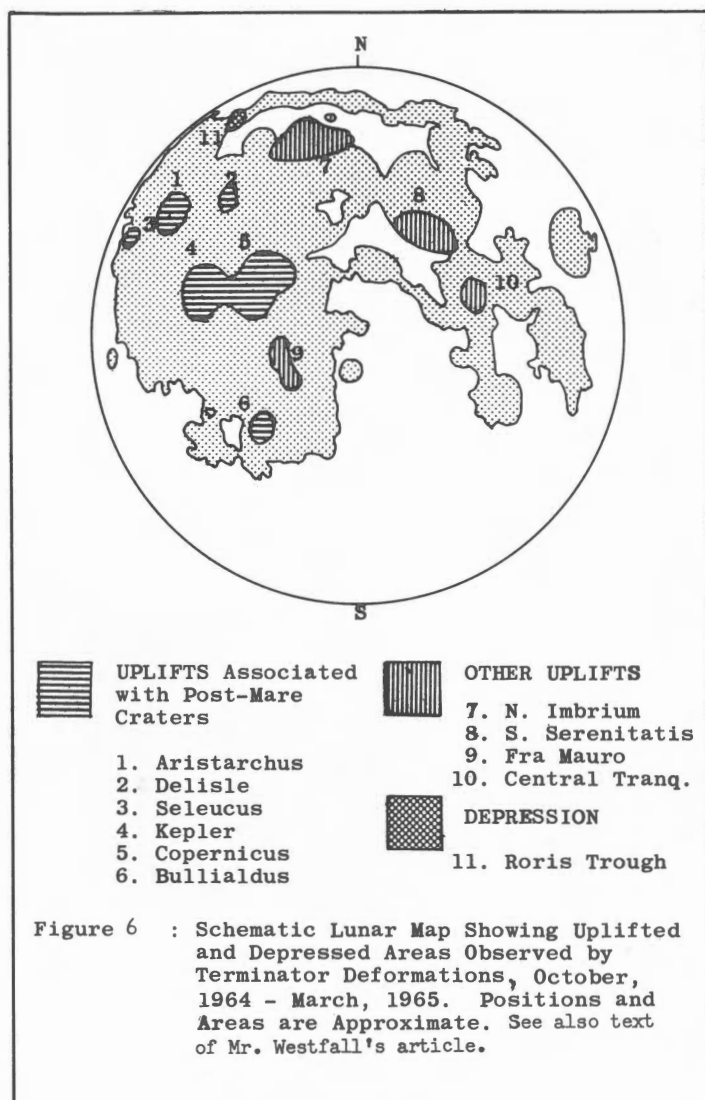 N
11
7
1
2
8
3
4
5
10
9
6
S
UPLIFTS Associated
with Post-Mare
Craters
1. Aristarchus
2. Delisle
3. Seleucus
4. Kepler
5. Copernicus
6. Bullialdus
OTHER UPLIFTS
7. N. Imbrium
8. S. Serenitatis
9. Fra Mauro
10. Central Tranq.
DEPRESSION
11. Roris Trough
Figure 6 : Schematic Lunar Map Showing Uplifted
and Depressed Areas Observed by
Terminator Deformations, October,
1964 - March, 1965. Positions and
Areas are Approximate. See also text
of Mr. Westfall's article.